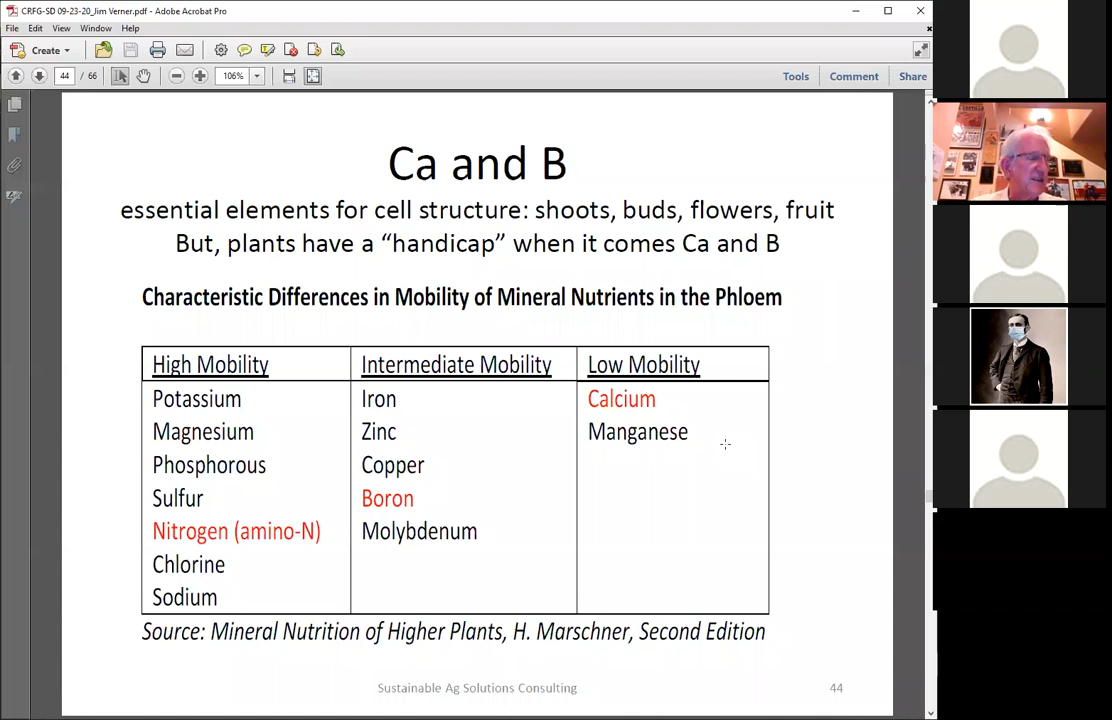 CRFG-SD 09-23-20_Jim Verner.pdf - Adobe Acrobat Pro
File Edit View Window Help
Create
44 / 66 106% Tools Comment Share
Ca and B
essential elements for cell structure: shoots, buds, flowers, fruit
But, plants have a “handicap” when it comes Ca and B
Characteristic Differences in Mobility of Mineral Nutrients in the Phloem
High Mobility Intermediate Mobility Low Mobility
Potassium Iron Calcium
Magnesium Zinc Manganese
Phosphorous Copper
Sulfur Boron
Nitrogen (amino-N) Molybdenum
Chlorine
Sodium
Source: Mineral Nutrition of Higher Plants, H. Marschner, Second Edition
Sustainable Ag Solutions Consulting 44